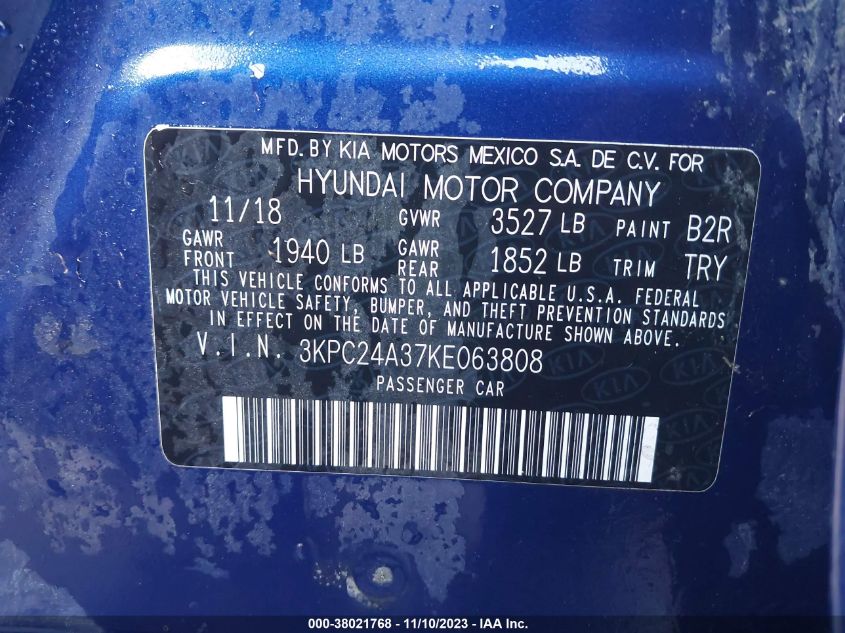 MFD. BY KIA MOTORS MEXICO S.A. DE C.V. FOR
HYUNDAI MOTOR COMPANY
11/18 GVWR 3527 LB PAINT B2R
GAWR FRONT 1940 LB GAWR REAR 1852 LB TRIM TRY
THIS VEHICLE CONFORMS TO ALL APPLICABLE U.S.A. FEDERAL
MOTOR VEHICLE SAFETY, BUMPER, AND THEFT PREVENTION STANDARDS
IN EFFECT ON THE DATE OF MANUFACTURE SHOWN ABOVE.
V.I.N. 3KPC24A37KE063808
PASSENGER CAR
000-38021768 - 11/10/2023 - IAA Inc.